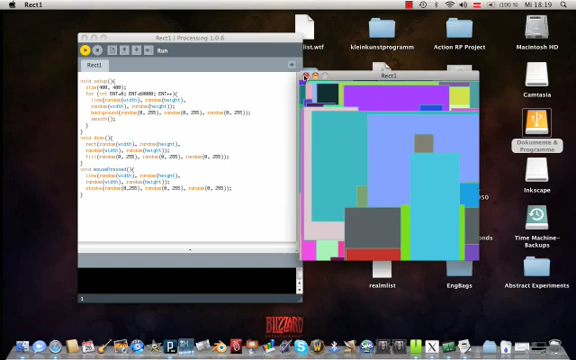 Rect1
Mi 18:19
Rect1 | Processing 1.0.6
Run
Rect1
void setup(){
size(400, 400);
for (int ENT=0; ENT<60000; ENT++){
line(random(width), random(height),
random(width), random(height));
background(random(0, 255), random(0, 255), random(0, 255));
smooth();
}
}
void draw(){
rect(random(width), random(height),
random(width), random(height));
fill(random(0, 255), random(0, 255), random(0, 255));
}
void mousePressed(){
line(random(width), random(height),
random(width), random(height));
stroke(random(0,255), random(0, 255), random(0, 255));
}
1
Rect1
.wtf
kleinkunstprogramm
Action RP Project
Macintosh HD
Camtasia
Dokumente & Programme
Inkscape
Time Machine-Backups
realmlist
EngBags
Abstract Experiments
BLIZZARD